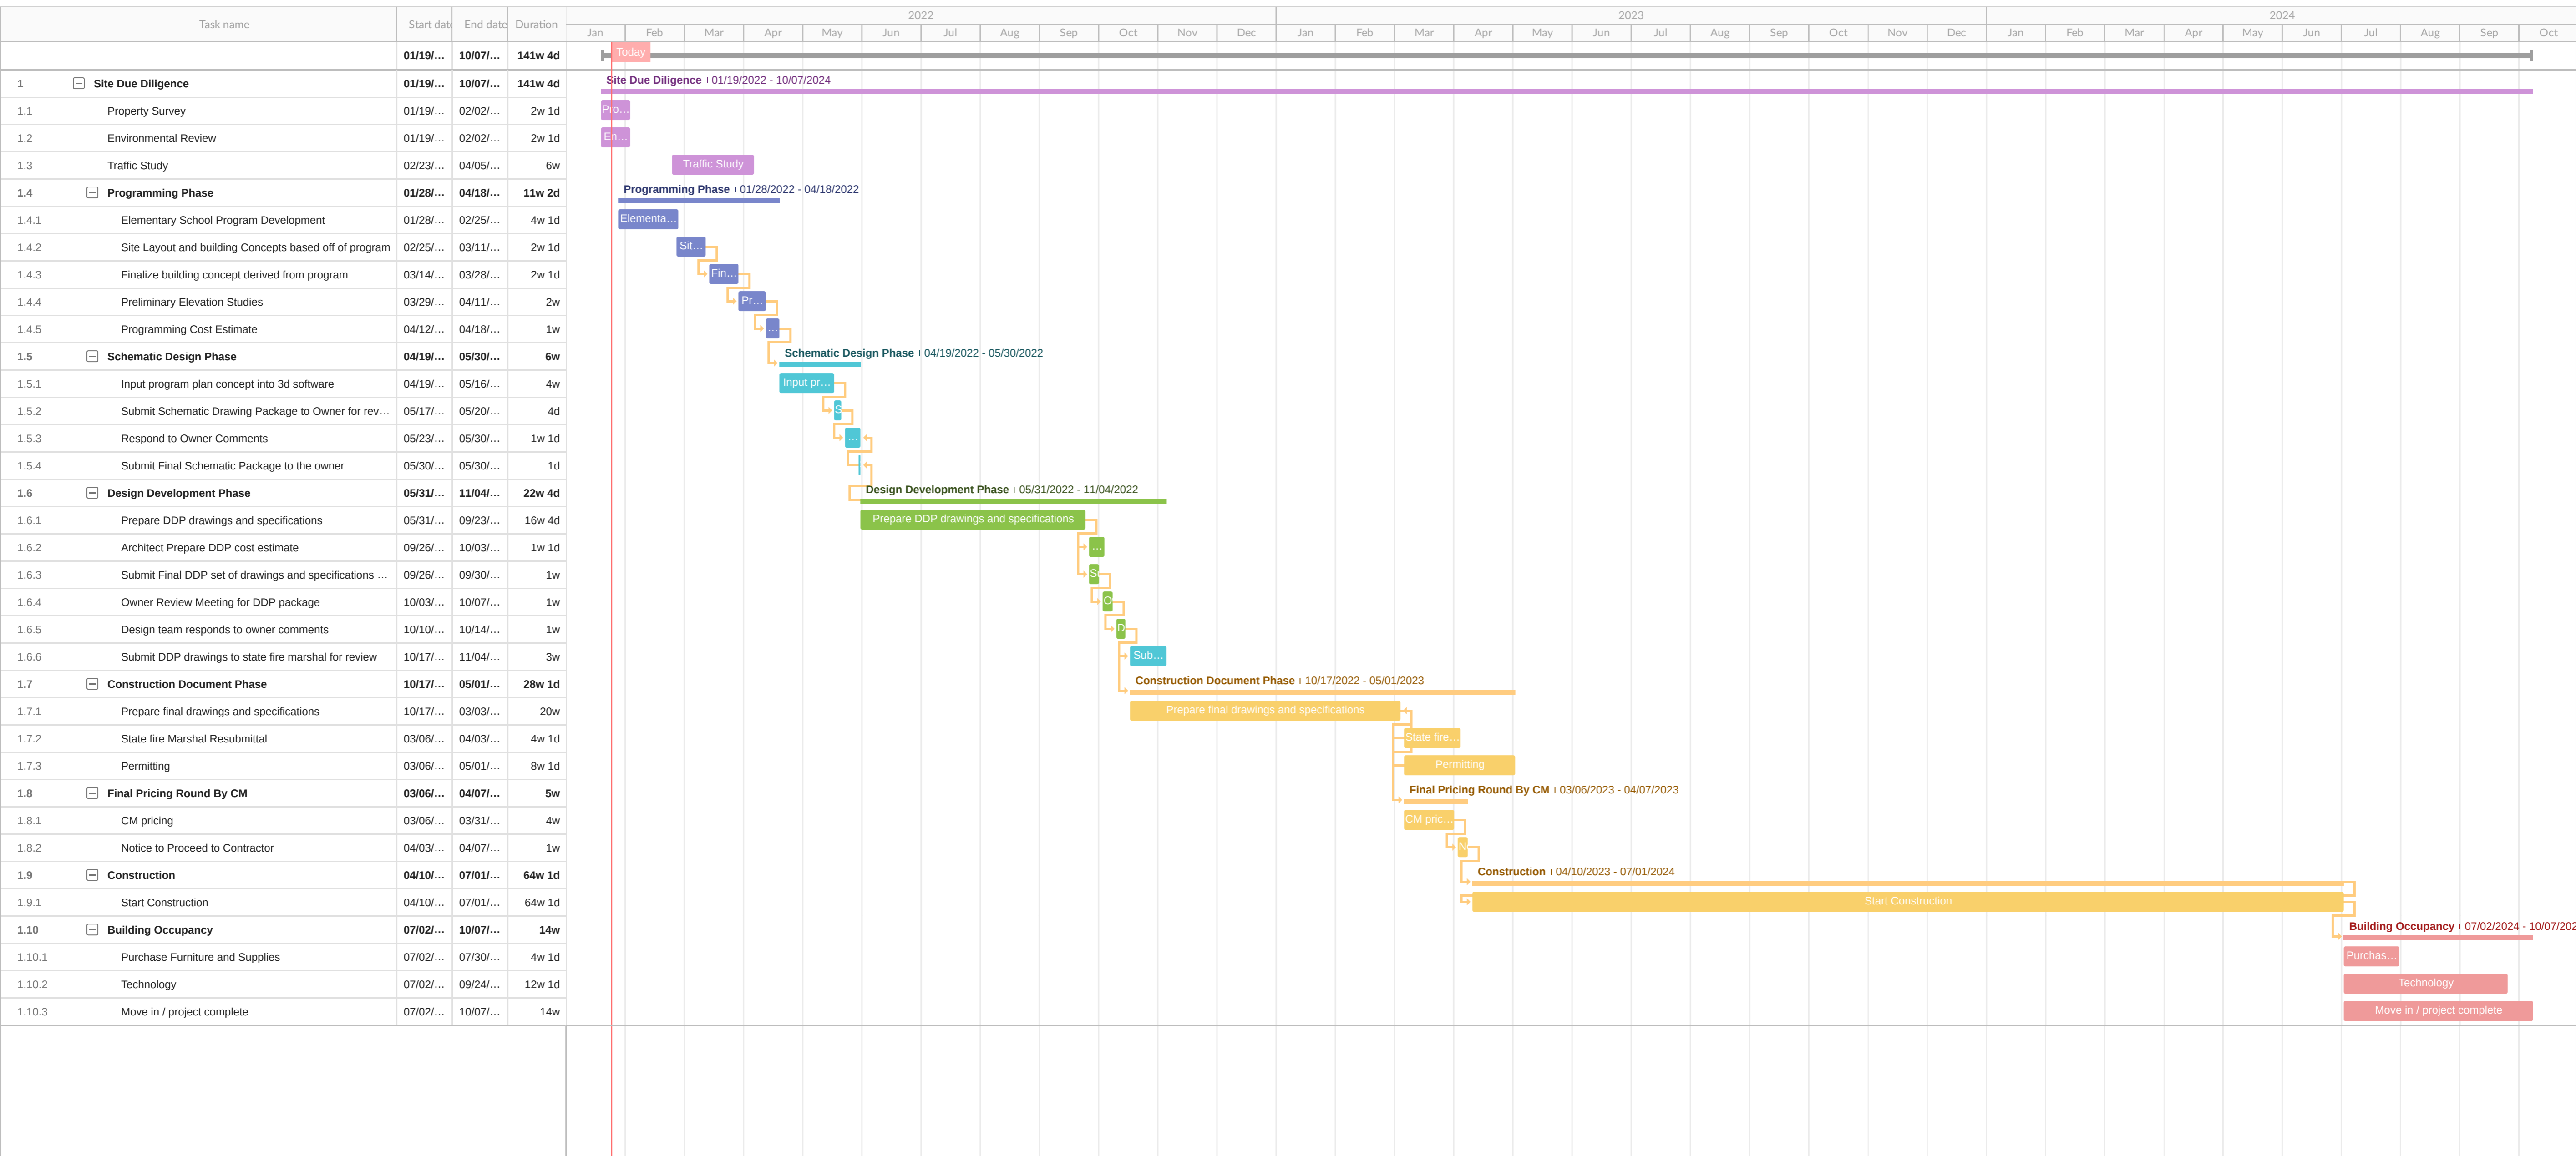 Task name Start date End date Duration 2022 2023 2024
Jan Feb Mar Apr May Jun Jul Aug Sep Oct Nov Dec Jan Feb Mar Apr May Jun Jul Aug Sep Oct Nov Dec Jan Feb Mar Apr May Jun Jul Aug Sep Oct
01/19/... 10/07/... 141w 4d Today
1 Site Due Diligence 01/19/... 10/07/... 141w 4d Site Due Diligence 01/19/2022 - 10/07/2024
1.1 Property Survey 01/19/... 02/02/... 2w 1d Pro...
1.2 Environmental Review 01/19/... 02/02/... 2w 1d En...
1.3 Traffic Study 02/23/... 04/05/... 6w Traffic Study
1.4 Programming Phase 01/28/... 04/18/... 11w 2d Programming Phase 01/28/2022 - 04/18/2022
1.4.1 Elementary School Program Development 01/28/... 02/25/... 4w 1d Elementa...
1.4.2 Site Layout and building Concepts based off of program 02/25/... 03/11/... 2w 1d Sit...
1.4.3 Finalize building concept derived from program 03/14/... 03/28/... 2w 1d Fin...
1.4.4 Preliminary Elevation Studies 03/29/... 04/11/... 2w Pr...
1.4.5 Programming Cost Estimate 04/12/... 04/18/... 1w ...
1.5 Schematic Design Phase 04/19/... 05/30/... 6w Schematic Design Phase 04/19/2022 - 05/30/2022
1.5.1 Input program plan concept into 3d software 04/19/... 05/16/... 4w Input pr...
1.5.2 Submit Schematic Drawing Package to Owner for rev... 05/17/... 05/20/... 4d S
1.5.3 Respond to Owner Comments 05/23/... 05/30/... 1w 1d ...
1.5.4 Submit Final Schematic Package to the owner 05/30/... 05/30/... 1d
1.6 Design Development Phase 05/31/... 11/04/... 22w 4d Design Development Phase 05/31/2022 - 11/04/2022
1.6.1 Prepare DDP drawings and specifications 05/31/... 09/23/... 16w 4d Prepare DDP drawings and specifications
1.6.2 Architect Prepare DDP cost estimate 09/26/... 10/03/... 1w 1d ...
1.6.3 Submit Final DDP set of drawings and specifications ... 09/26/... 09/30/... 1w S
1.6.4 Owner Review Meeting for DDP package 10/03/... 10/07/... 1w O
1.6.5 Design team responds to owner comments 10/10/... 10/14/... 1w D
1.6.6 Submit DDP drawings to state fire marshal for review 10/17/... 11/04/... 3w Sub...
1.7 Construction Document Phase 10/17/... 05/01/... 28w 1d Construction Document Phase 10/17/2022 - 05/01/2023
1.7.1 Prepare final drawings and specifications 10/17/... 03/03/... 20w Prepare final drawings and specifications
1.7.2 State fire Marshal Resubmittal 03/06/... 04/03/... 4w 1d State fire...
1.7.3 Permitting 03/06/... 05/01/... 8w 1d Permitting
1.8 Final Pricing Round By CM 03/06/... 04/07/... 5w Final Pricing Round By CM 03/06/2023 - 04/07/2023
1.8.1 CM pricing 03/06/... 03/31/... 4w CM pric...
1.8.2 Notice to Proceed to Contractor 04/03/... 04/07/... 1w N
1.9 Construction 04/10/... 07/01/... 64w 1d Construction 04/10/2023 - 07/01/2024
1.9.1 Start Construction 04/10/... 07/01/... 64w 1d Start Construction
1.10 Building Occupancy 07/02/... 10/07/... 14w Building Occupancy 07/02/2024 - 10/07/202
1.10.1 Purchase Furniture and Supplies 07/02/... 07/30/... 4w 1d Purchas...
1.10.2 Technology 07/02/... 09/24/... 12w 1d Technology
1.10.3 Move in / project complete 07/02/... 10/07/... 14w Move in / project complete